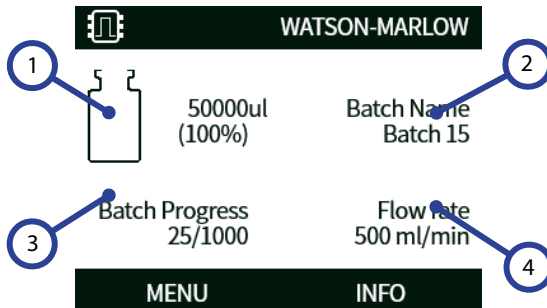 WATSON-MARLOW
1
2
50000ul
(100%)
Batch Name
Batch 15
3
Batch Progress
25/1000
Flow rate
500 ml/min
4
MENU
INFO